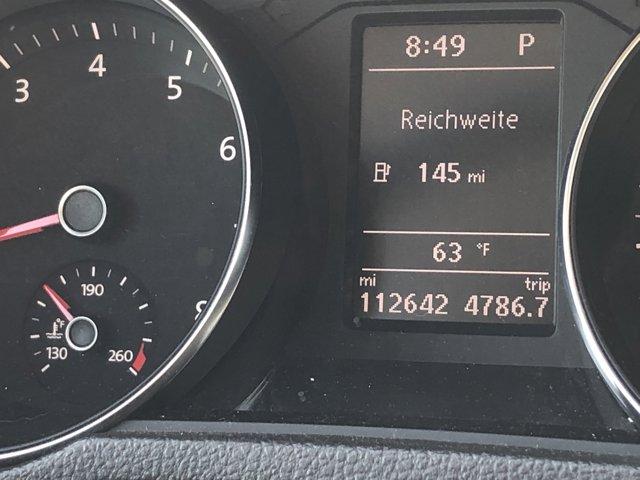 8:49 P
Reichweite
145 mi
63 °F
mi trip
112642 4786.7
3
4
5
6
190
°F
130
260